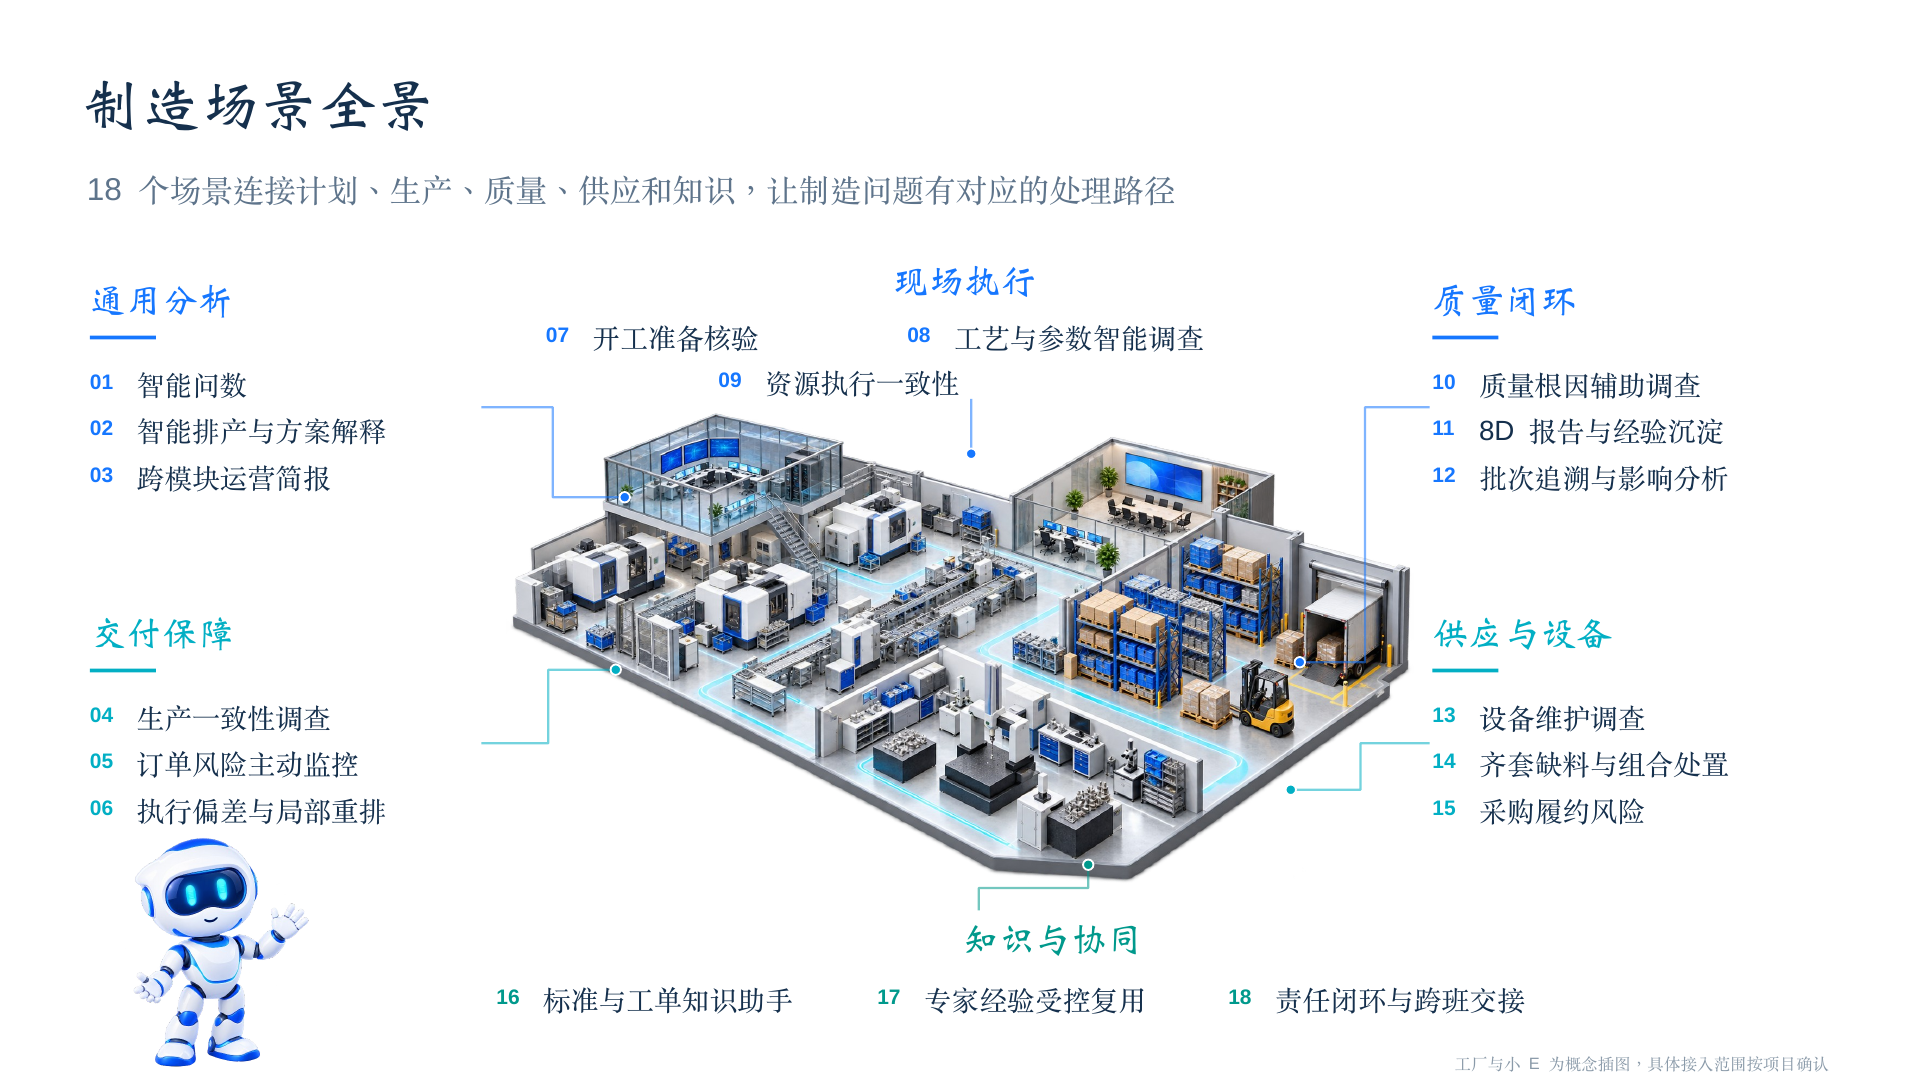 制造场景全景
18 个场景连接计划、生产、质量、供应和知识，让制造问题有对应的处理路径
通用分析
01 智能问数
02 智能排产与方案解释
03 跨模块运营简报
现场执行
07 开工准备核验
08 工艺与参数智能调查
09 资源执行一致性
质量闭环
10 质量根因辅助调查
11 8D 报告与经验沉淀
12 批次追溯与影响分析
交付保障
04 生产一致性调查
05 订单风险主动监控
06 执行偏差与局部重排
供应与设备
13 设备维护调查
14 齐套缺料与组合处置
15 采购履约风险
知识与协同
16 标准与工单知识助手
17 专家经验受控复用
18 责任闭环与跨班交接
工厂与小 E 为概念插图，具体接入范围按项目确认